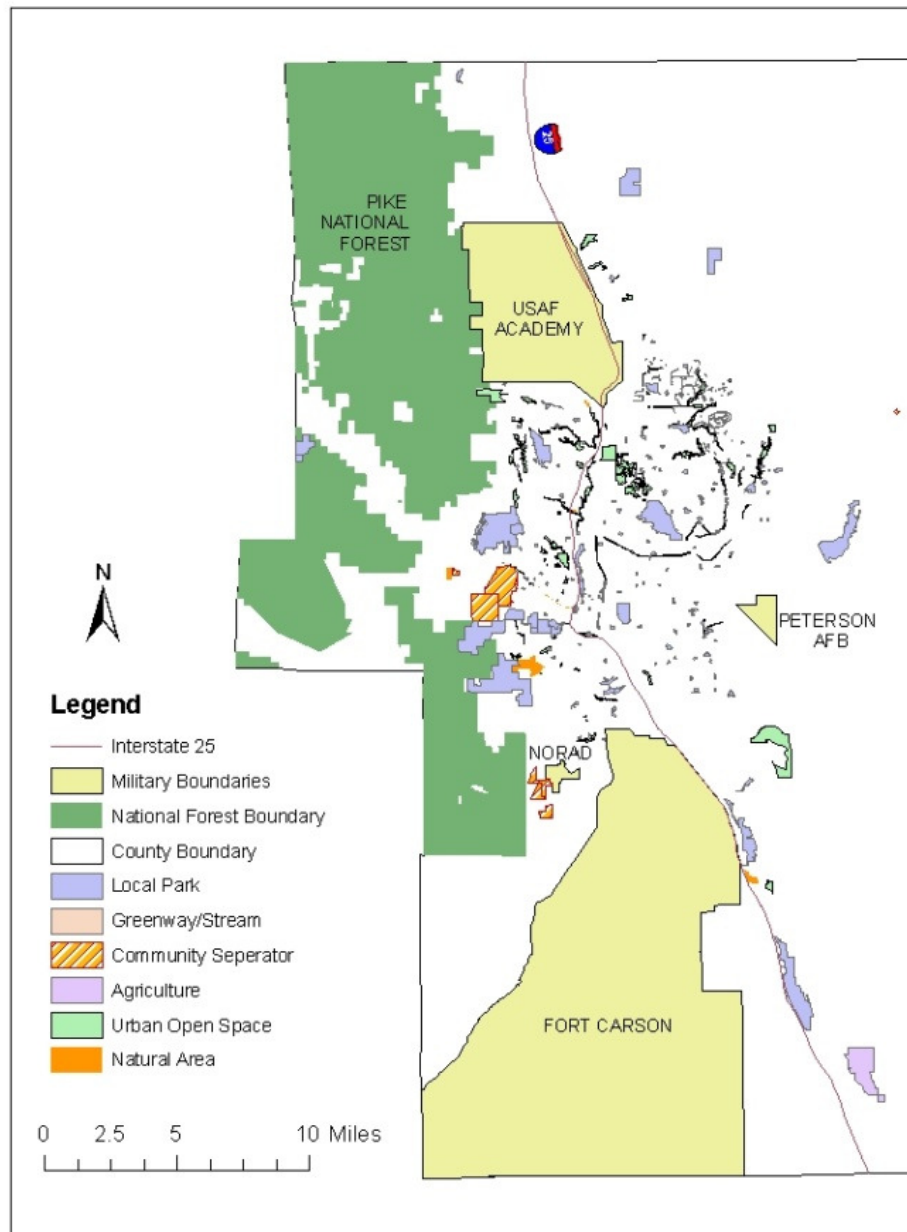 25
PIKE
NATIONAL
FOREST
USAF
ACADEMY
N
PETERSON
AFB
NORAD
FORT CARSON
Legend
Interstate 25
Military Boundaries
National Forest Boundary
County Boundary
Local Park
Greenway/Stream
Community Seperator
Agriculture
Urban Open Space
Natural Area
0 2.5 5 10 Miles